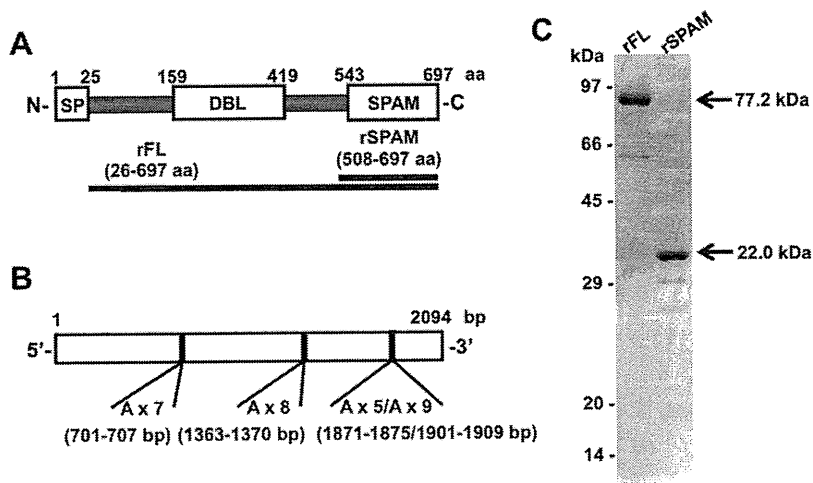 A
1 25 159 419 543 697 aa
N- SP DBL SPAM -C
rFL
(26-697 aa)
rSPAM
(508-697 aa)
B
1 2094 bp
5'- -3'
A x 7 A x 8 A x 5/A x 9
(701-707 bp) (1363-1370 bp) (1871-1875/1901-1909 bp)
C
rFL rSPAM
kDa
97 -
77.2 kDa
66 -
45 -
22.0 kDa
29 -
20 -
14 -